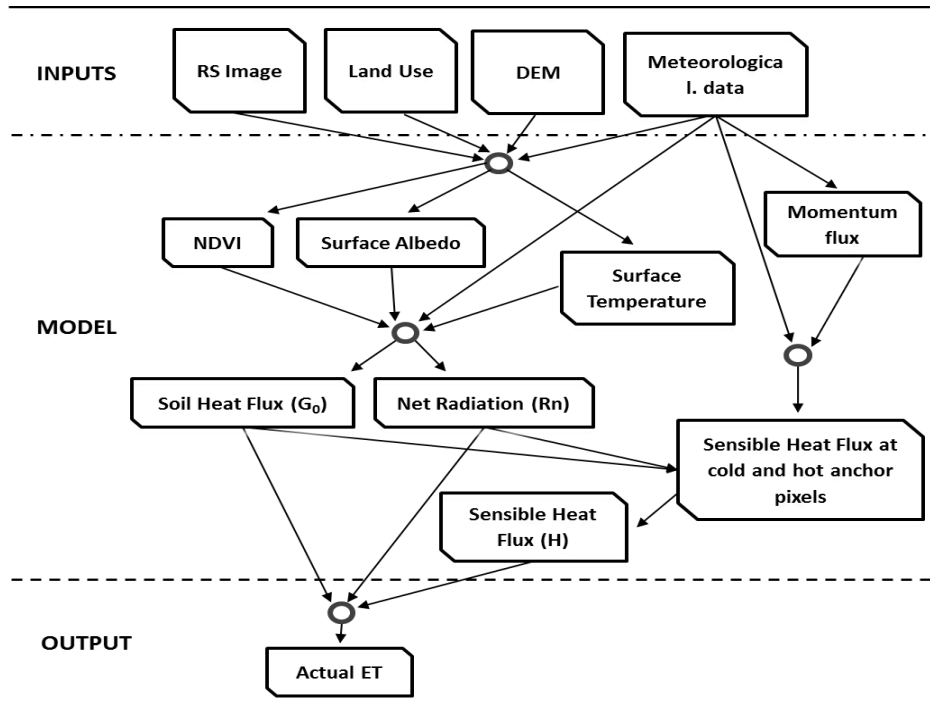 INPUTS
RS Image
Land Use
DEM
Meteorologica
l. data
NDVI
Surface Albedo
Momentum
flux
Surface
Temperature
MODEL
Soil Heat Flux (G₀)
Net Radiation (Rn)
Sensible Heat Flux at
cold and hot anchor
pixels
Sensible Heat
Flux (H)
OUTPUT
Actual ET